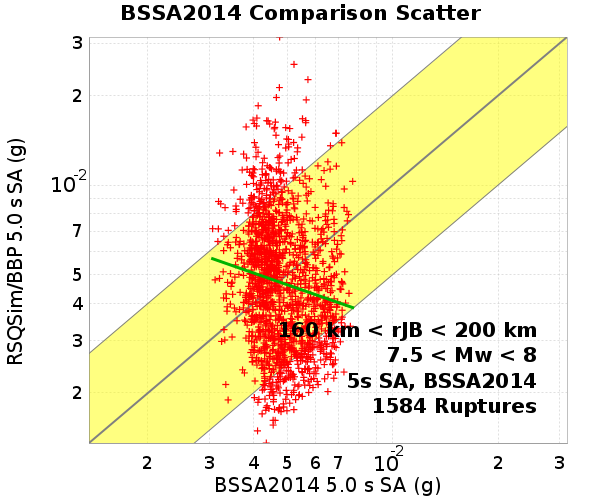 BSSA2014 Comparison Scatter
RSQSim/BBP 5.0 s SA (g)
3
2
10-2
7
5
4
3
2
160 km < rJB < 200 km
7.5 < Mw < 8
5s SA, BSSA2014
1584 Ruptures
2 3 4 5 6 7 10-2 2 3
BSSA2014 5.0 s SA (g)